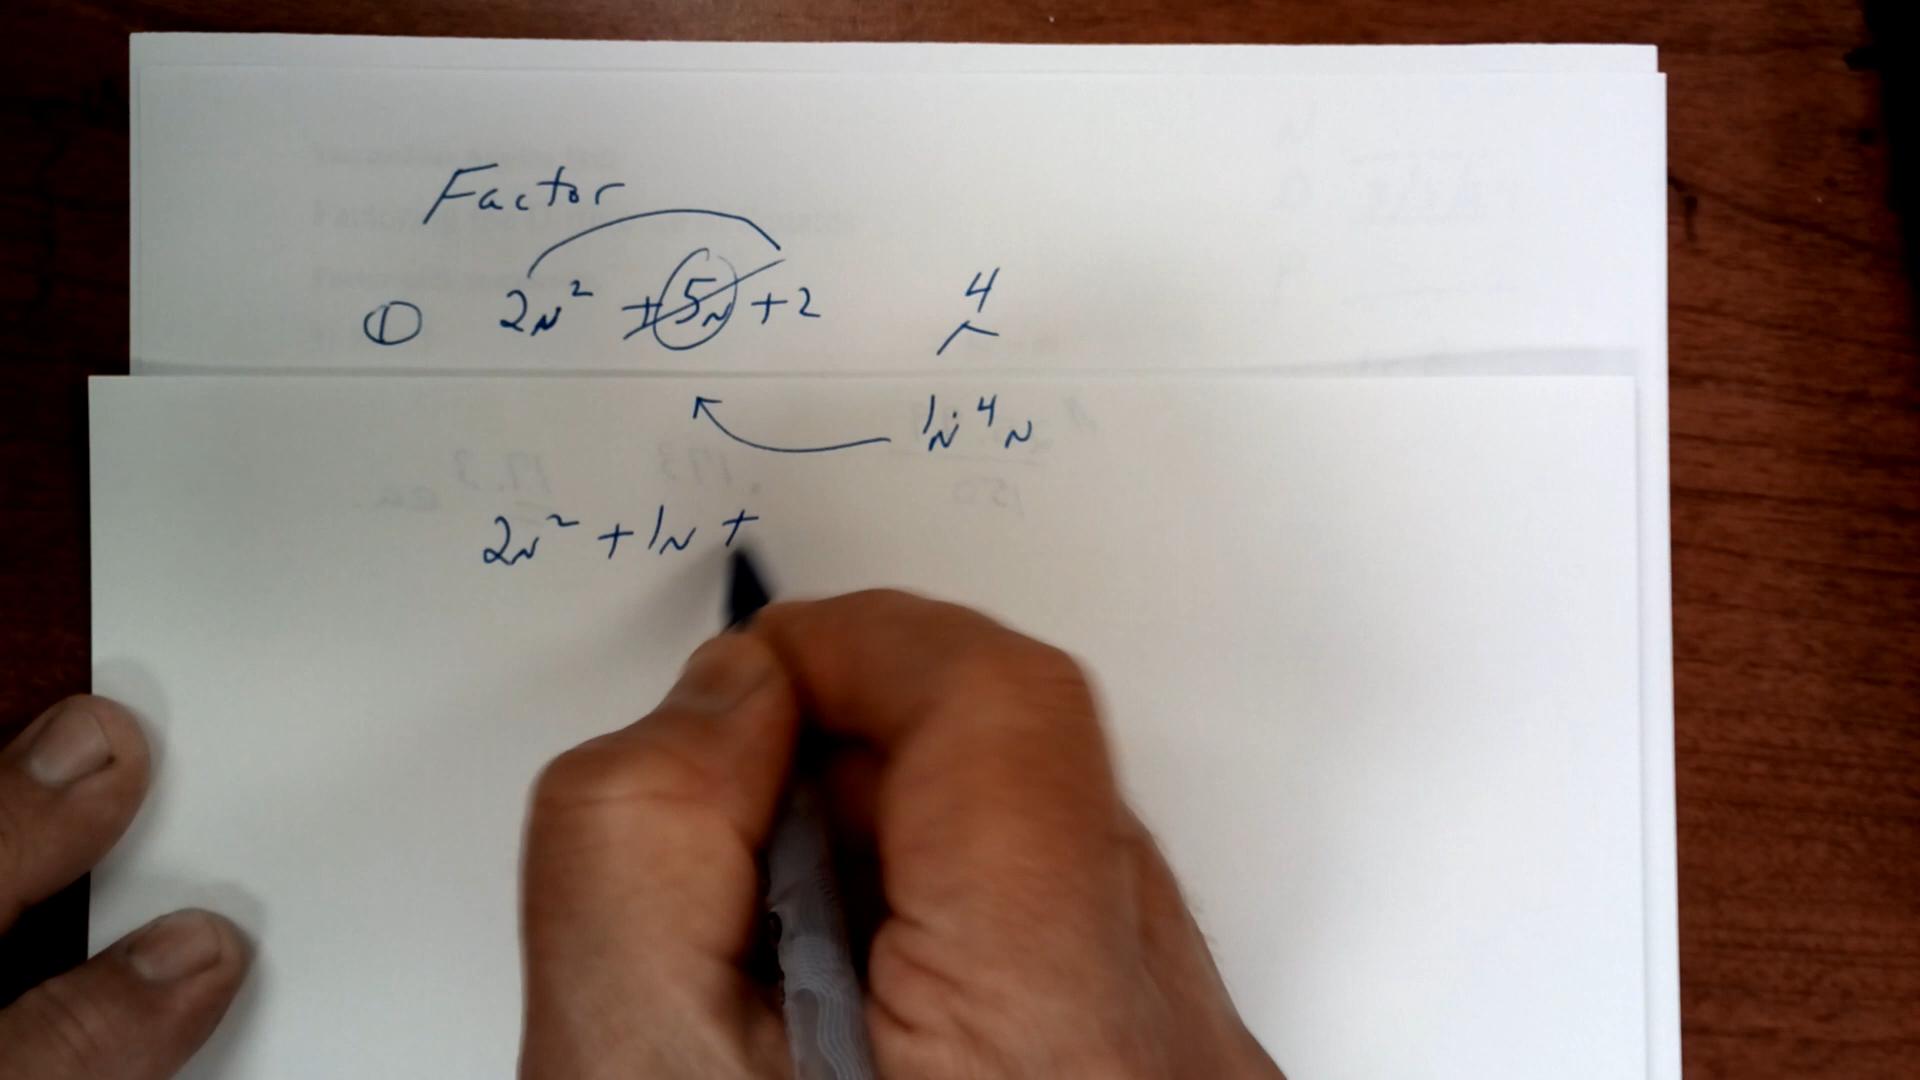 Factor
① 2n² +5n +2 4
1n · 4n
2n² + 1n +